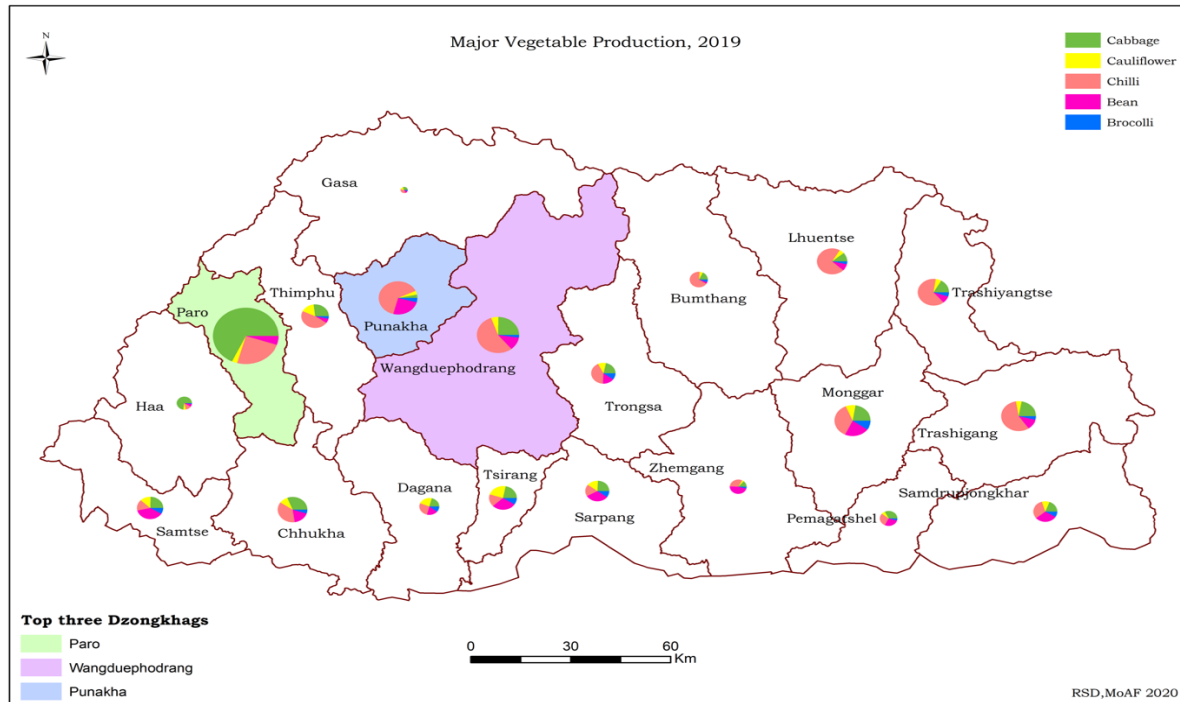 N
Major Vegetable Production, 2019
Cabbage
Cauliflower
Chilli
Bean
Brocolli
Gasa
Lhuentse
Thimphu
Trashiyangtse
Bumthang
Paro
Punakha
Wangduephodrang
Monggar
Haa
Trongsa
Trashigang
Zhemgang
Tsirang
Dagana
Samdrupjongkhar
Sarpang
Pemagatshel
Samtse
Chhukha
Top three Dzongkhags
Paro
Wangduephodrang
Punakha
0 30 60
Km
RSD,MoAF 2020